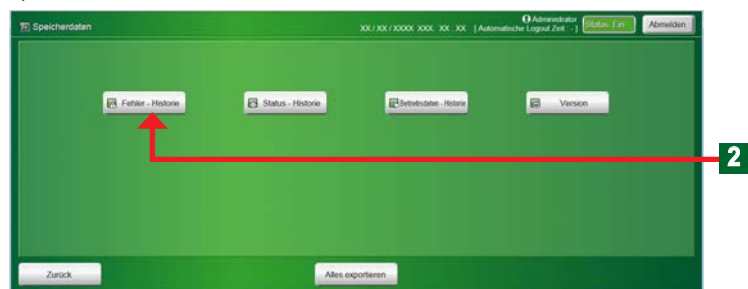 Speicherdaten
XX / XX / XXXX XXX XX : XX [ Automatische Logout Zeit - ] Administrator Status Ein Abmelden
Fehler - Historie Status - Historie Betriebsdaten - Historie Version
2
Zurück Alles exportieren